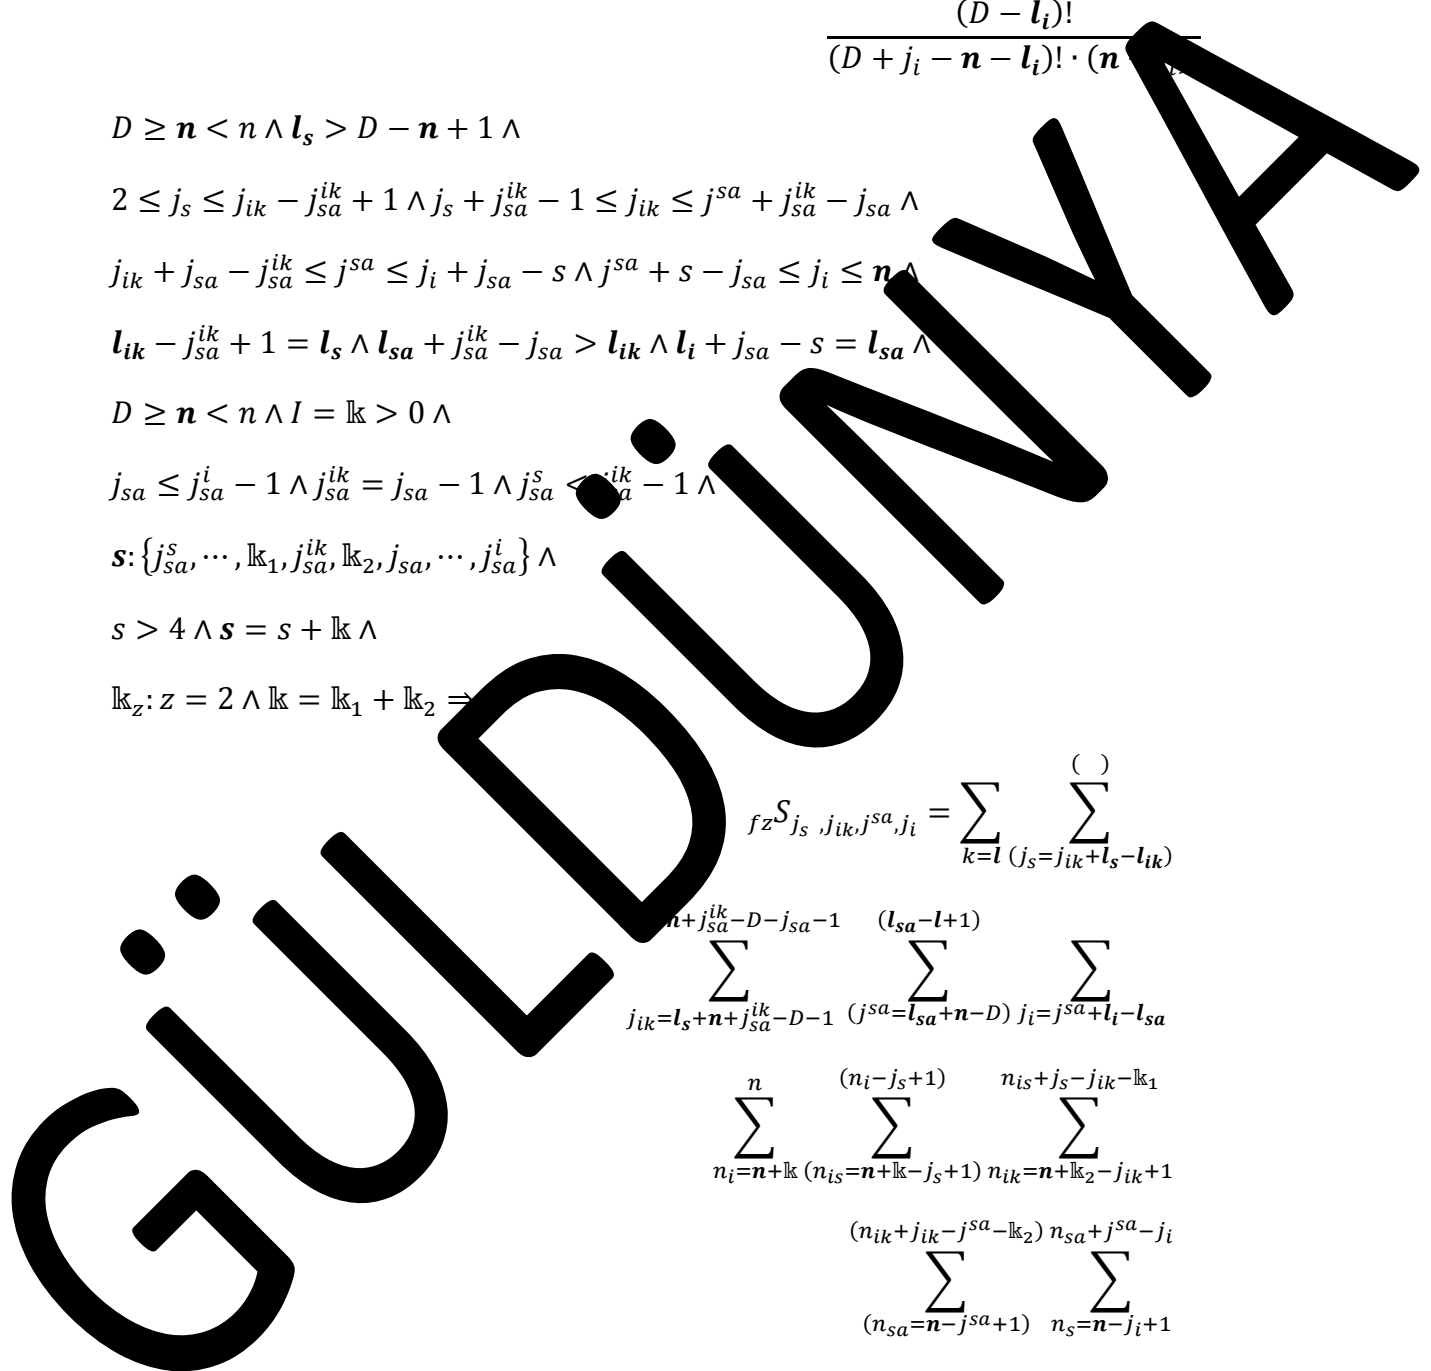 (D − l_i)!
(D + j_i − n − l_i)! · (n
D ≥ n < n ∧ l_s > D − n + 1 ∧
2 ≤ j_s ≤ j_ik − j_sa^ik + 1 ∧ j_s + j_sa^ik − 1 ≤ j_ik ≤ j^sa + j_sa^ik − j_sa ∧
j_ik + j_sa − j_sa^ik ≤ j^sa ≤ j_i + j_sa − s ∧ j^sa + s − j_sa ≤ j_i ≤ n ∧
l_ik − j_sa^ik + 1 = l_s ∧ l_sa + j_sa^ik − j_sa > l_ik ∧ l_i + j_sa − s = l_sa ∧
D ≥ n < n ∧ I = 𝕜 > 0 ∧
j_sa ≤ j_sa^i − 1 ∧ j_sa^ik = j_sa − 1 ∧ j_sa^s < j_sa^ik − 1 ∧
s: {j_sa^s, ⋯ , 𝕜_1, j_sa^ik, 𝕜_2, j_sa, ⋯ , j_sa^i} ∧
s > 4 ∧ s = s + 𝕜 ∧
𝕜_z: z = 2 ∧ 𝕜 = 𝕜_1 + 𝕜_2 ⇒
( )
fzS_{j_s ,j_ik,j^sa,j_i} = ∑ ∑
k=l (j_s=j_ik+l_s−l_ik)
n+j_sa^ik−D−j_sa−1 (l_sa−l+1)
∑ ∑ ∑
j_ik=l_s+n+j_sa^ik−D−1 (j^sa=l_sa+n−D) j_i=j^sa+l_i−l_sa
n (n_i−j_s+1) n_is+j_s−j_ik−𝕜_1
∑ ∑ ∑
n_i=n+𝕜 (n_is=n+𝕜−j_s+1) n_ik=n+𝕜_2−j_ik+1
(n_ik+j_ik−j^sa−𝕜_2) n_sa+j^sa−j_i
∑ ∑
(n_sa=n−j^sa+1) n_s=n−j_i+1
GÜLDÜNYA